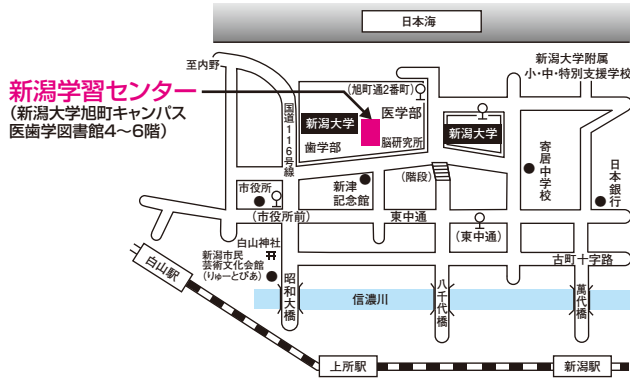 日本海
至内野
新潟大学附属
小・中・特別支援学校
新潟学習センター
（新潟大学旭町キャンパス
医歯学図書館4～6階）
（旭町通2番町）
国道116号線
新潟大学
医学部
歯学部
脳研究所
新潟大学
寄居中学校
日本銀行
（階段）
新津
記念館
市役所
（市役所前）
東中通
（東中通）
白山神社
新潟市民
芸術文化会館
（りゅーとぴあ）
古町十字路
白山駅
昭和大橋
信濃川
八千代橋
萬代橋
上所駅
新潟駅